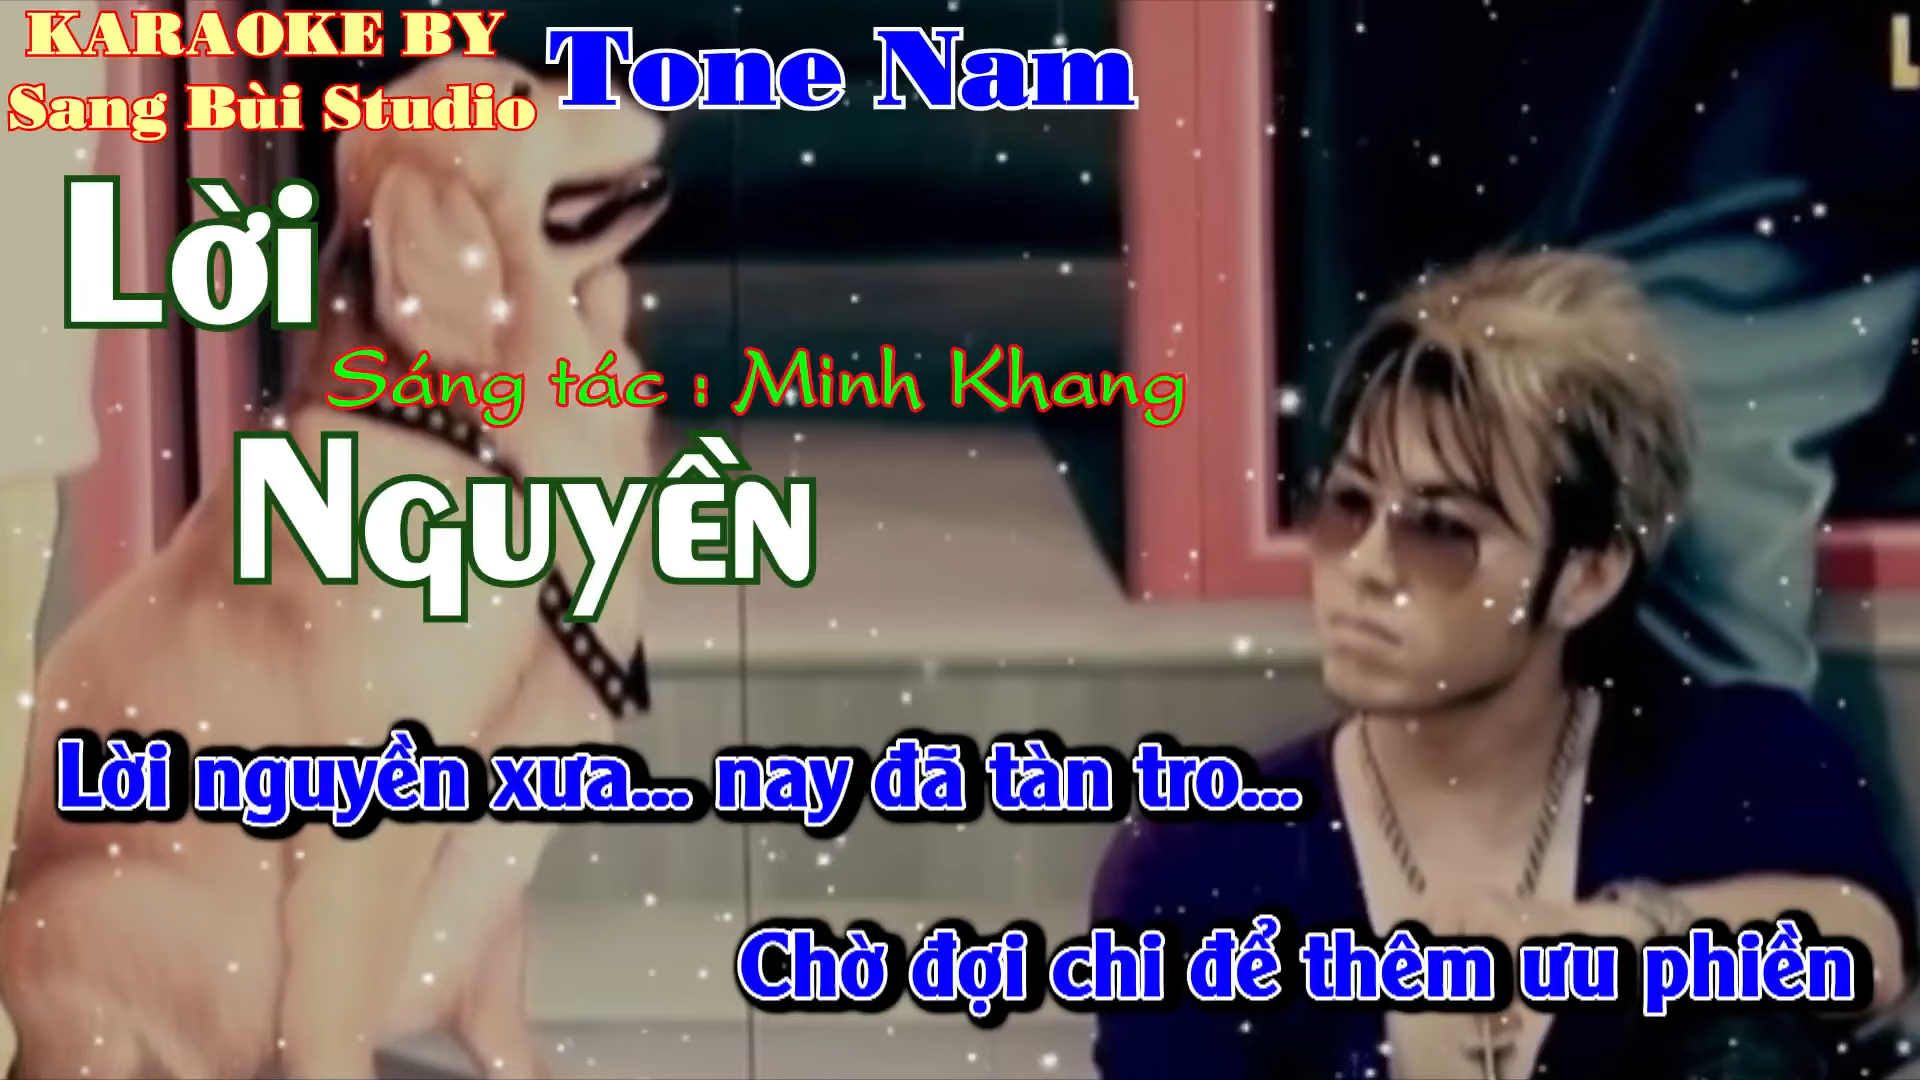 KARAOKE BY
Sang Bùi Studio
Tone Nam
L
Lời
Sáng tác : Minh Khang
Nguyền
Lời nguyền xưa... nay đã tàn tro...
Chờ đợi chi để thêm ưu phiền